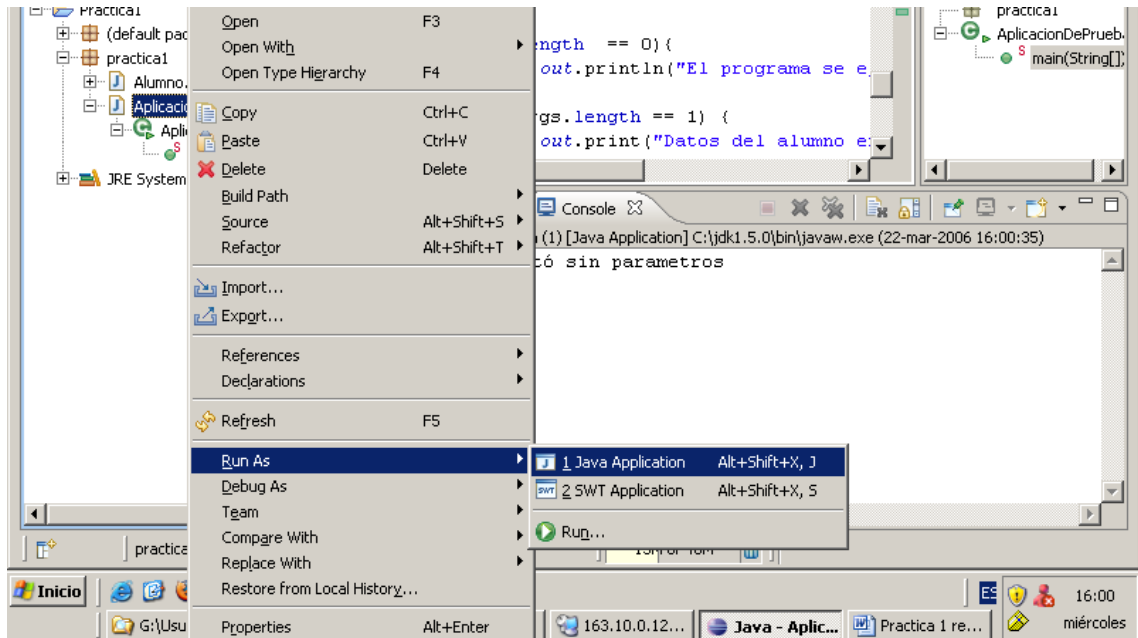 Practica1
(default pac
practica1
Alumno.
Aplicacio
Apli
JRE System
Open F3
Open With
Open Type Hierarchy F4
Copy Ctrl+C
Paste Ctrl+V
Delete Delete
Build Path
Source Alt+Shift+S
Refactor Alt+Shift+T
Import...
Export...
References
Declarations
Refresh F5
Run As
Debug As
Team
Compare With
Replace With
Restore from Local History...
Properties Alt+Enter
1 Java Application Alt+Shift+X, J
2 SWT Application Alt+Shift+X, S
Run...
ength == 0){
out.println("El programa se e
gs.length == 1) {
out.print("Datos del alumno e
practica1
AplicacionDePrueb
main(String[])
Console
(1) [Java Application] C:\jdk1.5.0\bin\javaw.exe (22-mar-2006 16:00:35)
tó sin parametros
practica
Inicio
ES
16:00
G:\Usu
163.10.0.12...
Java - Aplic...
Practica 1 re...
miércoles